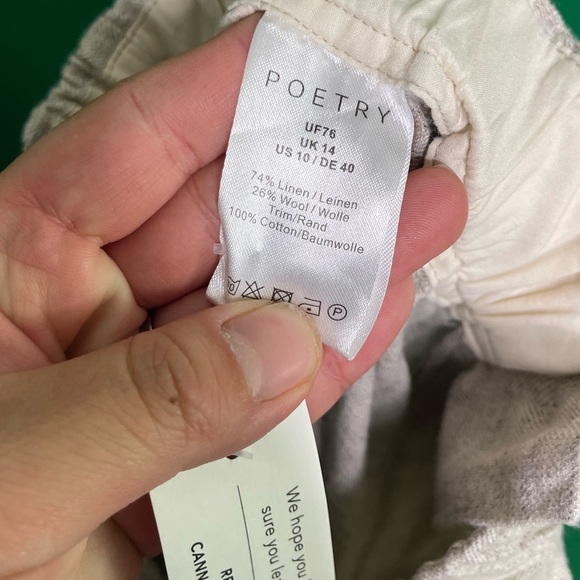 POETRY
UF76
UK 14
US 10 / DE 40
74% Linen / Leinen
26% Wool / Wolle
Trim/Rand
100% Cotton/Baumwolle
P
We hope you
sure you
CANN